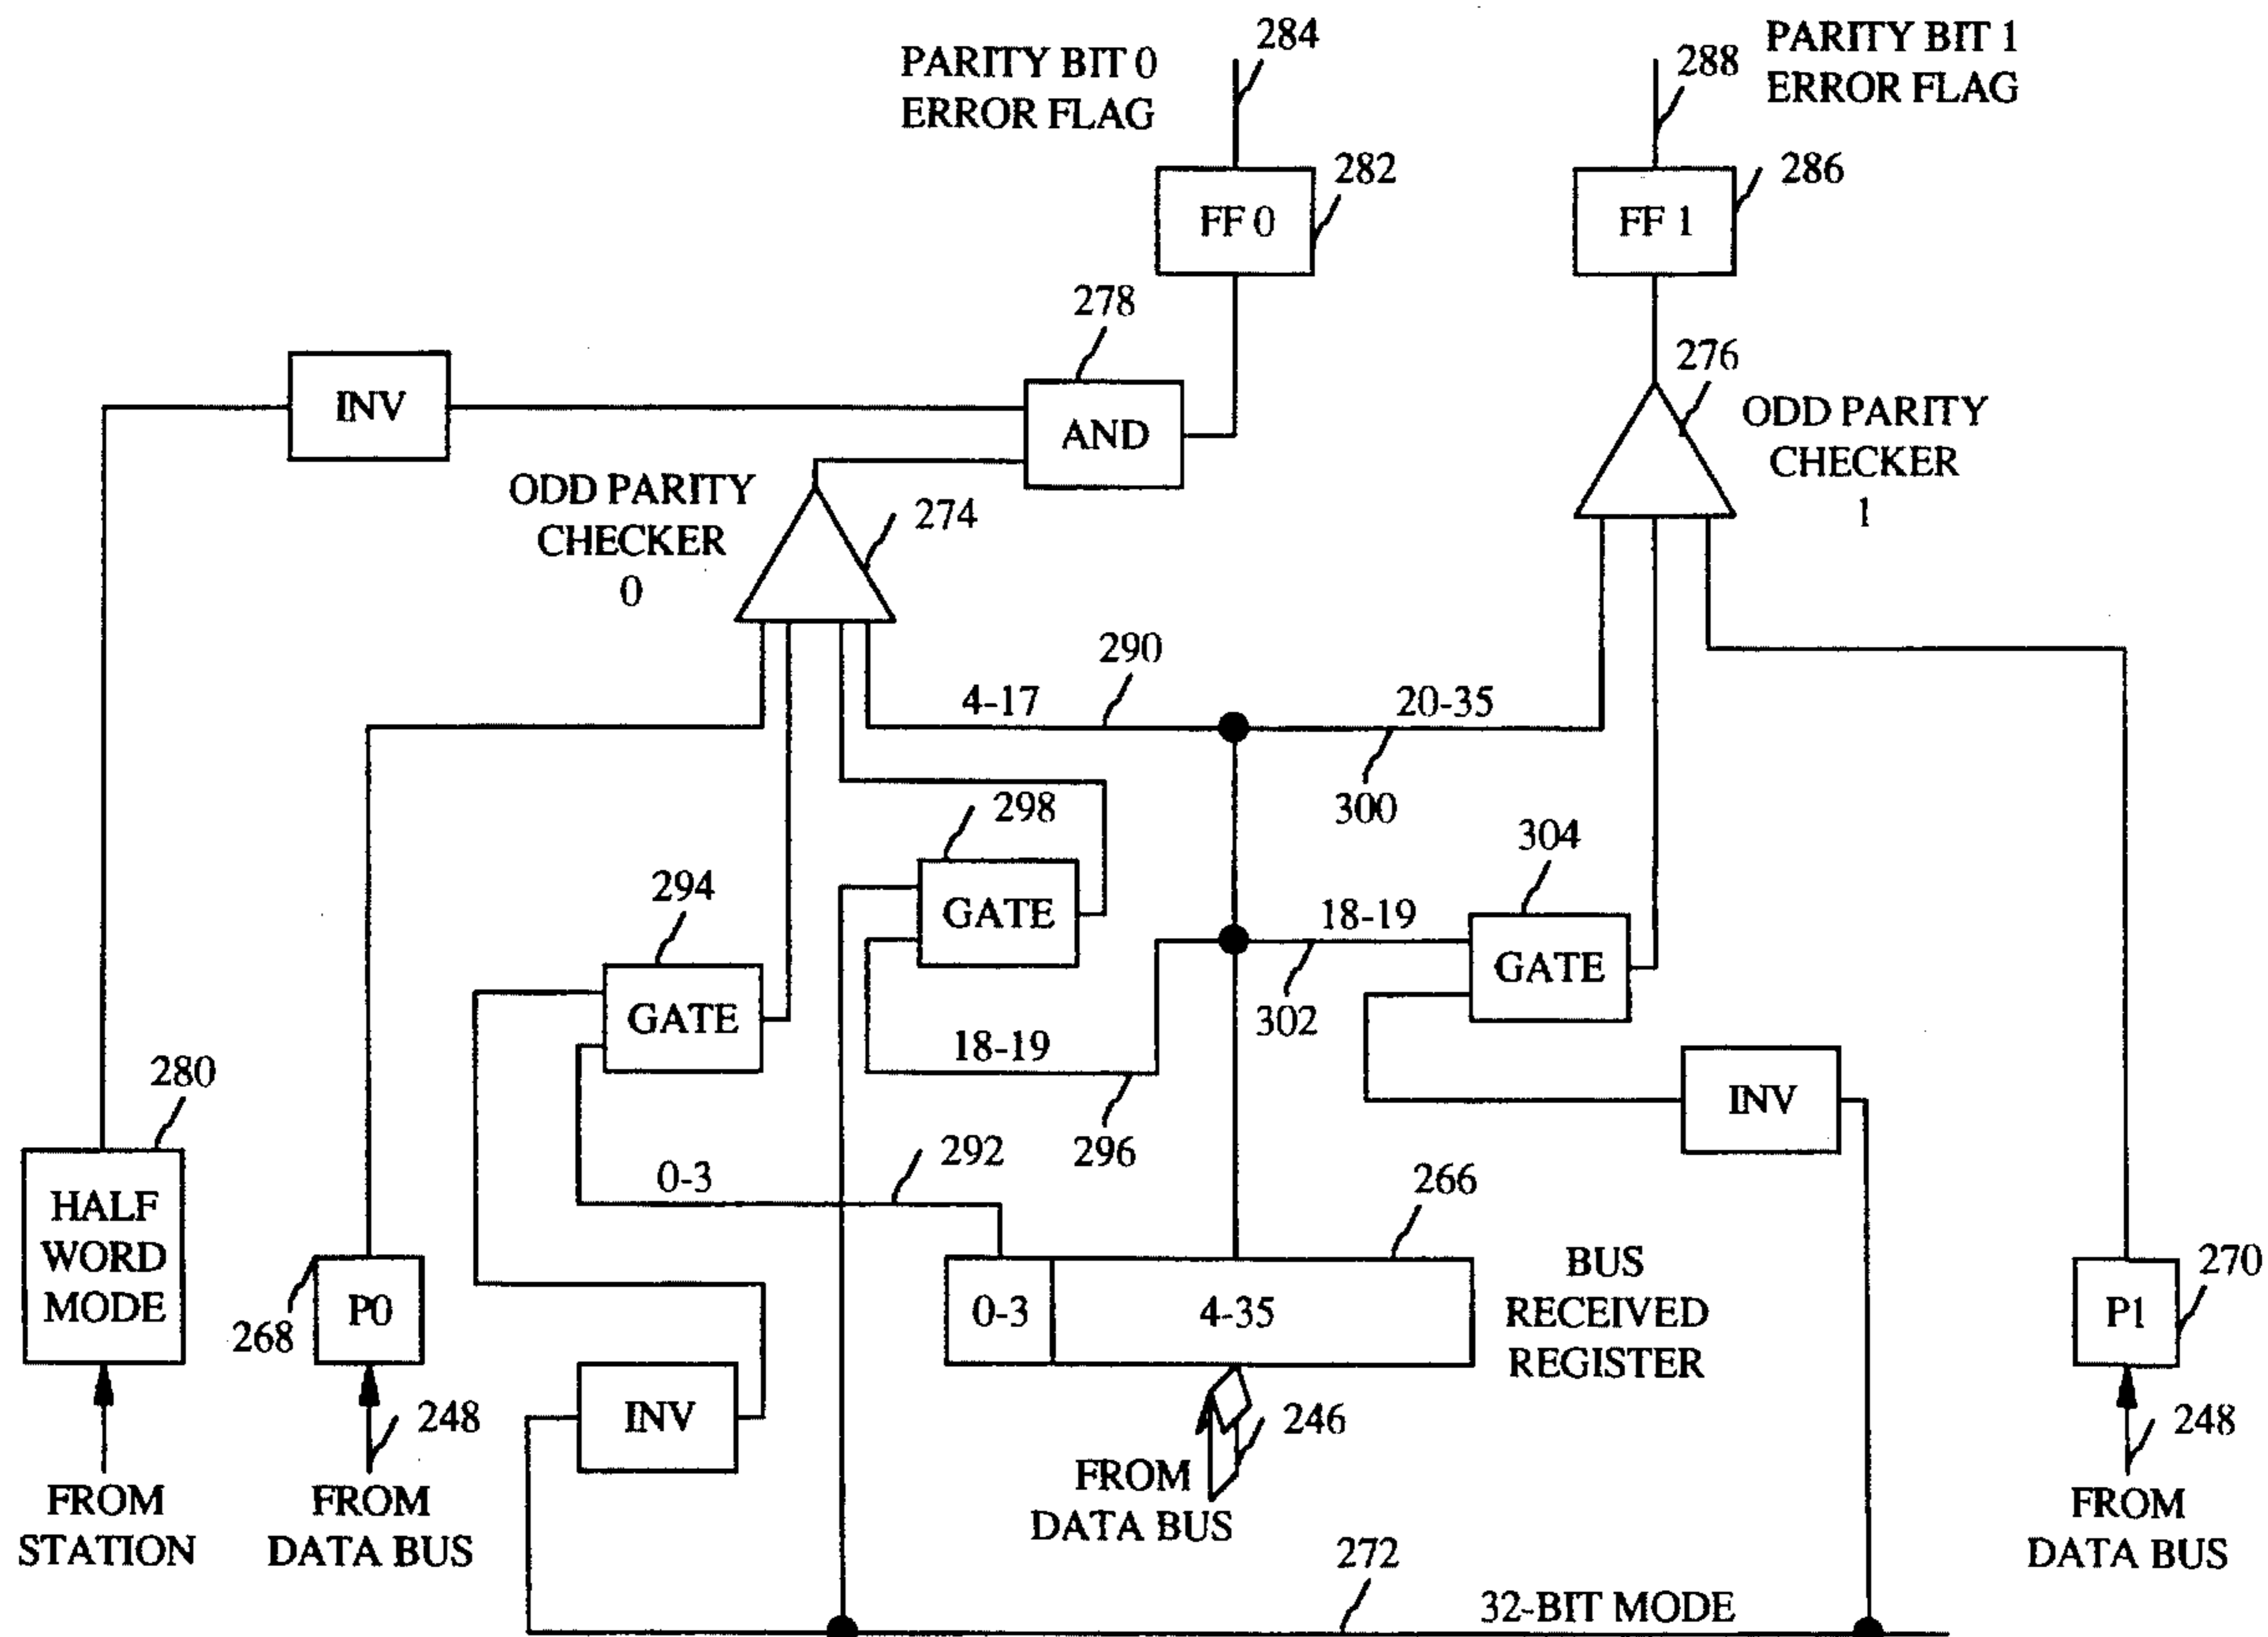 PARITY BIT 0
ERROR FLAG
284
288
PARITY BIT 1
ERROR FLAG
FF 0
282
FF 1
286
278
INV
AND
276
ODD PARITY
CHECKER
1
ODD PARITY
CHECKER
0
274
4-17
290
20-35
300
298
GATE
294
GATE
18-19
296
18-19
302
304
GATE
INV
280
HALF
WORD
MODE
FROM
STATION
268
P0
248
FROM
DATA BUS
0-3
292
INV
266
0-3
4-35
BUS
RECEIVED
REGISTER
246
FROM
DATA BUS
270
P1
248
FROM
DATA BUS
272
32-BIT MODE